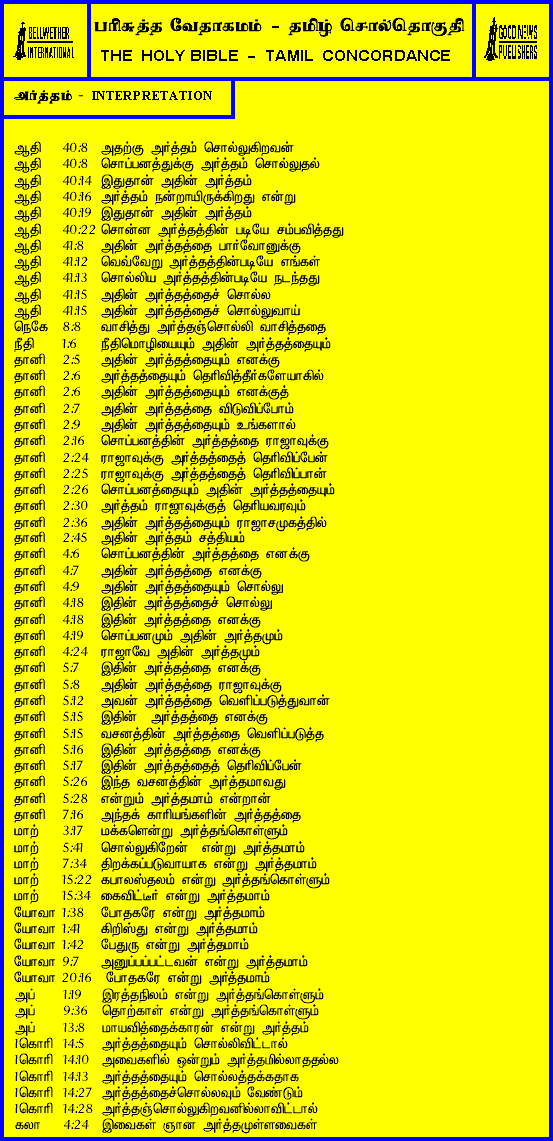 BELLWETHER
INTERNATIONAL
பரிசுத்த வேதாகமம் - தமிழ் சொல்தொகுதி
THE HOLY BIBLE - TAMIL CONCORDANCE
GOOD NEWS
PUBLISHERS
அர்த்தம் - INTERPRETATION
ஆதி 40:8 அதற்கு அர்த்தம் சொல்லுகிறவன்
ஆதி 40:8 சொப்பனத்துக்கு அர்த்தம் சொல்லுதல்
ஆதி 40:14 இதுதான் அதின் அர்த்தம்
ஆதி 40:16 அர்த்தம் நன்றாயிருக்கிறது என்று
ஆதி 40:19 இதுதான் அதின் அர்த்தம்
ஆதி 40:22 சொன்ன அர்த்தத்தின் படியே சம்பவித்தது
ஆதி 41:8 அதின் அர்த்தத்தை பார்வோனுக்கு
ஆதி 41:12 வெவ்வேறு அர்த்தத்தின்படியே எங்கள்
ஆதி 41:13 சொல்லிய அர்த்தத்தின்படியே நடந்தது
ஆதி 41:15 அதின் அர்த்தத்தைச் சொல்ல
ஆதி 41:15 அதின் அர்த்தத்தைச் சொல்லுவாய்
நெகே 8:8 வாசித்து அர்த்தஞ்சொல்லி வாசித்ததை
நீதி 1:6 நீதிமொழியையும் அதின் அர்த்தத்தையும்
தானி 2:5 அதின் அர்த்தத்தையும் எனக்கு
தானி 2:6 அர்த்தத்தையும் தெரிவித்தீர்களேயாகில்
தானி 2:6 அதின் அர்த்தத்தையும் எனக்குத்
தானி 2:7 அதின் அர்த்தத்தை விடுவிப்போம்
தானி 2:9 அதின் அர்த்தத்தையும் உங்களால்
தானி 2:16 சொப்பனத்தின் அர்த்தத்தை ராஜாவுக்கு
தானி 2:24 ராஜாவுக்கு அர்த்தத்தைத் தெரிவிப்பேன்
தானி 2:25 ராஜாவுக்கு அர்த்தத்தைத் தெரிவிப்பான்
தானி 2:26 சொப்பனத்தையும் அதின் அர்த்தத்தையும்
தானி 2:30 அர்த்தம் ராஜாவுக்குத் தெரியவரவும்
தானி 2:36 அதின் அர்த்தத்தையும் ராஜாசமுகத்தில்
தானி 2:45 அதின் அர்த்தம் சத்தியம்
தானி 4:6 சொப்பனத்தின் அர்த்தத்தை எனக்கு
தானி 4:7 அதின் அர்த்தத்தை எனக்கு
தானி 4:9 அதின் அர்த்தத்தையும் சொல்லு
தானி 4:18 இதின் அர்த்தத்தைச் சொல்லு
தானி 4:18 இதின் அர்த்தத்தை எனக்கு
தானி 4:19 சொப்பனமும் அதின் அர்த்தமும்
தானி 4:24 ராஜாவே அதின் அர்த்தமும்
தானி 5:7 இதின் அர்த்தத்தை எனக்கு
தானி 5:8 அதின் அர்த்தத்தை ராஜாவுக்கு
தானி 5:12 அவன் அர்த்தத்தை வெளிப்படுத்துவான்
தானி 5:15 இதின் அர்த்தத்தை எனக்கு
தானி 5:15 வசனத்தின் அர்த்தத்தை வெளிப்படுத்த
தானி 5:16 இதின் அர்த்தத்தை எனக்கு
தானி 5:17 இதின் அர்த்தத்தைத் தெரிவிப்பேன்
தானி 5:26 இந்த வசனத்தின் அர்த்தமாவது
தானி 5:28 என்றும் அர்த்தமாம் என்றான்
தானி 7:16 அந்தக் காரியங்களின் அர்த்தத்தை
மாற் 3:17 மக்களென்று அர்த்தங்கொள்ளும்
மாற் 5:41 சொல்லுகிறேன் என்று அர்த்தமாம்
மாற் 7:34 திறக்கப்படுவாயாக என்று அர்த்தமாம்
மாற் 15:22 கபாலஸ்தலம் என்று அர்த்தங்கொள்ளும்
மாற் 15:34 கைவிட்டீர் என்று அர்த்தமாம்
யோவா 1:38 போதகரே என்று அர்த்தமாம்
யோவா 1:41 கிறிஸ்து என்று அர்த்தமாம்
யோவா 1:42 பேதுரு என்று அர்த்தமாம்
யோவா 9:7 அனுப்பப்பட்டவன் என்று அர்த்தமாம்
யோவா 20:16 போதகரே என்று அர்த்தமாம்
அப் 1:19 இரத்தநிலம் என்று அர்த்தங்கொள்ளும்
அப் 9:36 தொற்காள் என்று அர்த்தங்கொள்ளும்
அப் 13:8 மாயவித்தைக்காரன் என்று அர்த்தம்
1கொரி 14:5 அர்த்தத்தையும் சொல்லிவிட்டால்
1கொரி 14:10 அவைகளில் ஒன்றும் அர்த்தமில்லாததல்ல
1கொரி 14:13 அர்த்தத்தையும் சொல்லத்தக்கதாக
1கொரி 14:27 அர்த்தத்தைச்சொல்லவும் வேண்டும்
1கொரி 14:28 அர்த்தஞ்சொல்லுகிறவனில்லாவிட்டால்
கலா 4:24 இவைகள் ஞான அர்த்தமுள்ளவைகள்